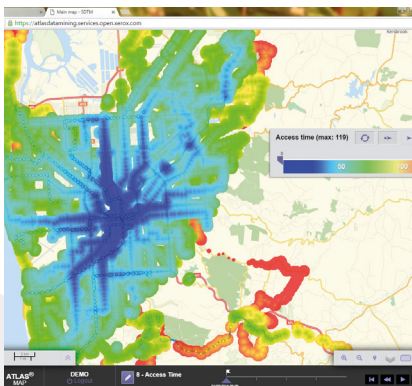 Main map - SDTM
https://atlasdatamining.services.open.xerox.com
Kersbrook
Access time (max: 119)
50
100
ATLAS®
MAP
DEMO
Logout
8 - Access Time